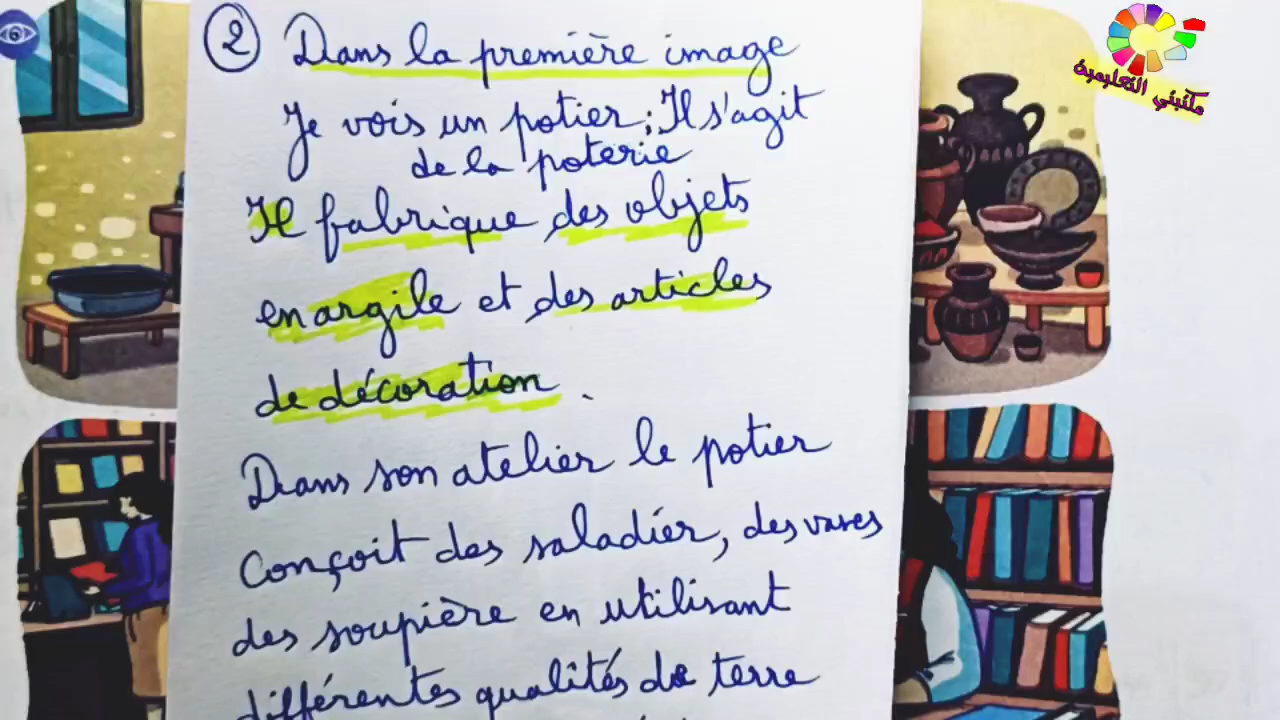 6
2 Dans la première image
Je vois un potier ; Il s'agit
de la poterie
Il fabrique des objets
en argile et des articles
de décoration.
Dans son atelier le potier
conçoit des saladiér, des vases
des soupière en utilisant
différentes qualités de terre
مكتبتي التعليمية